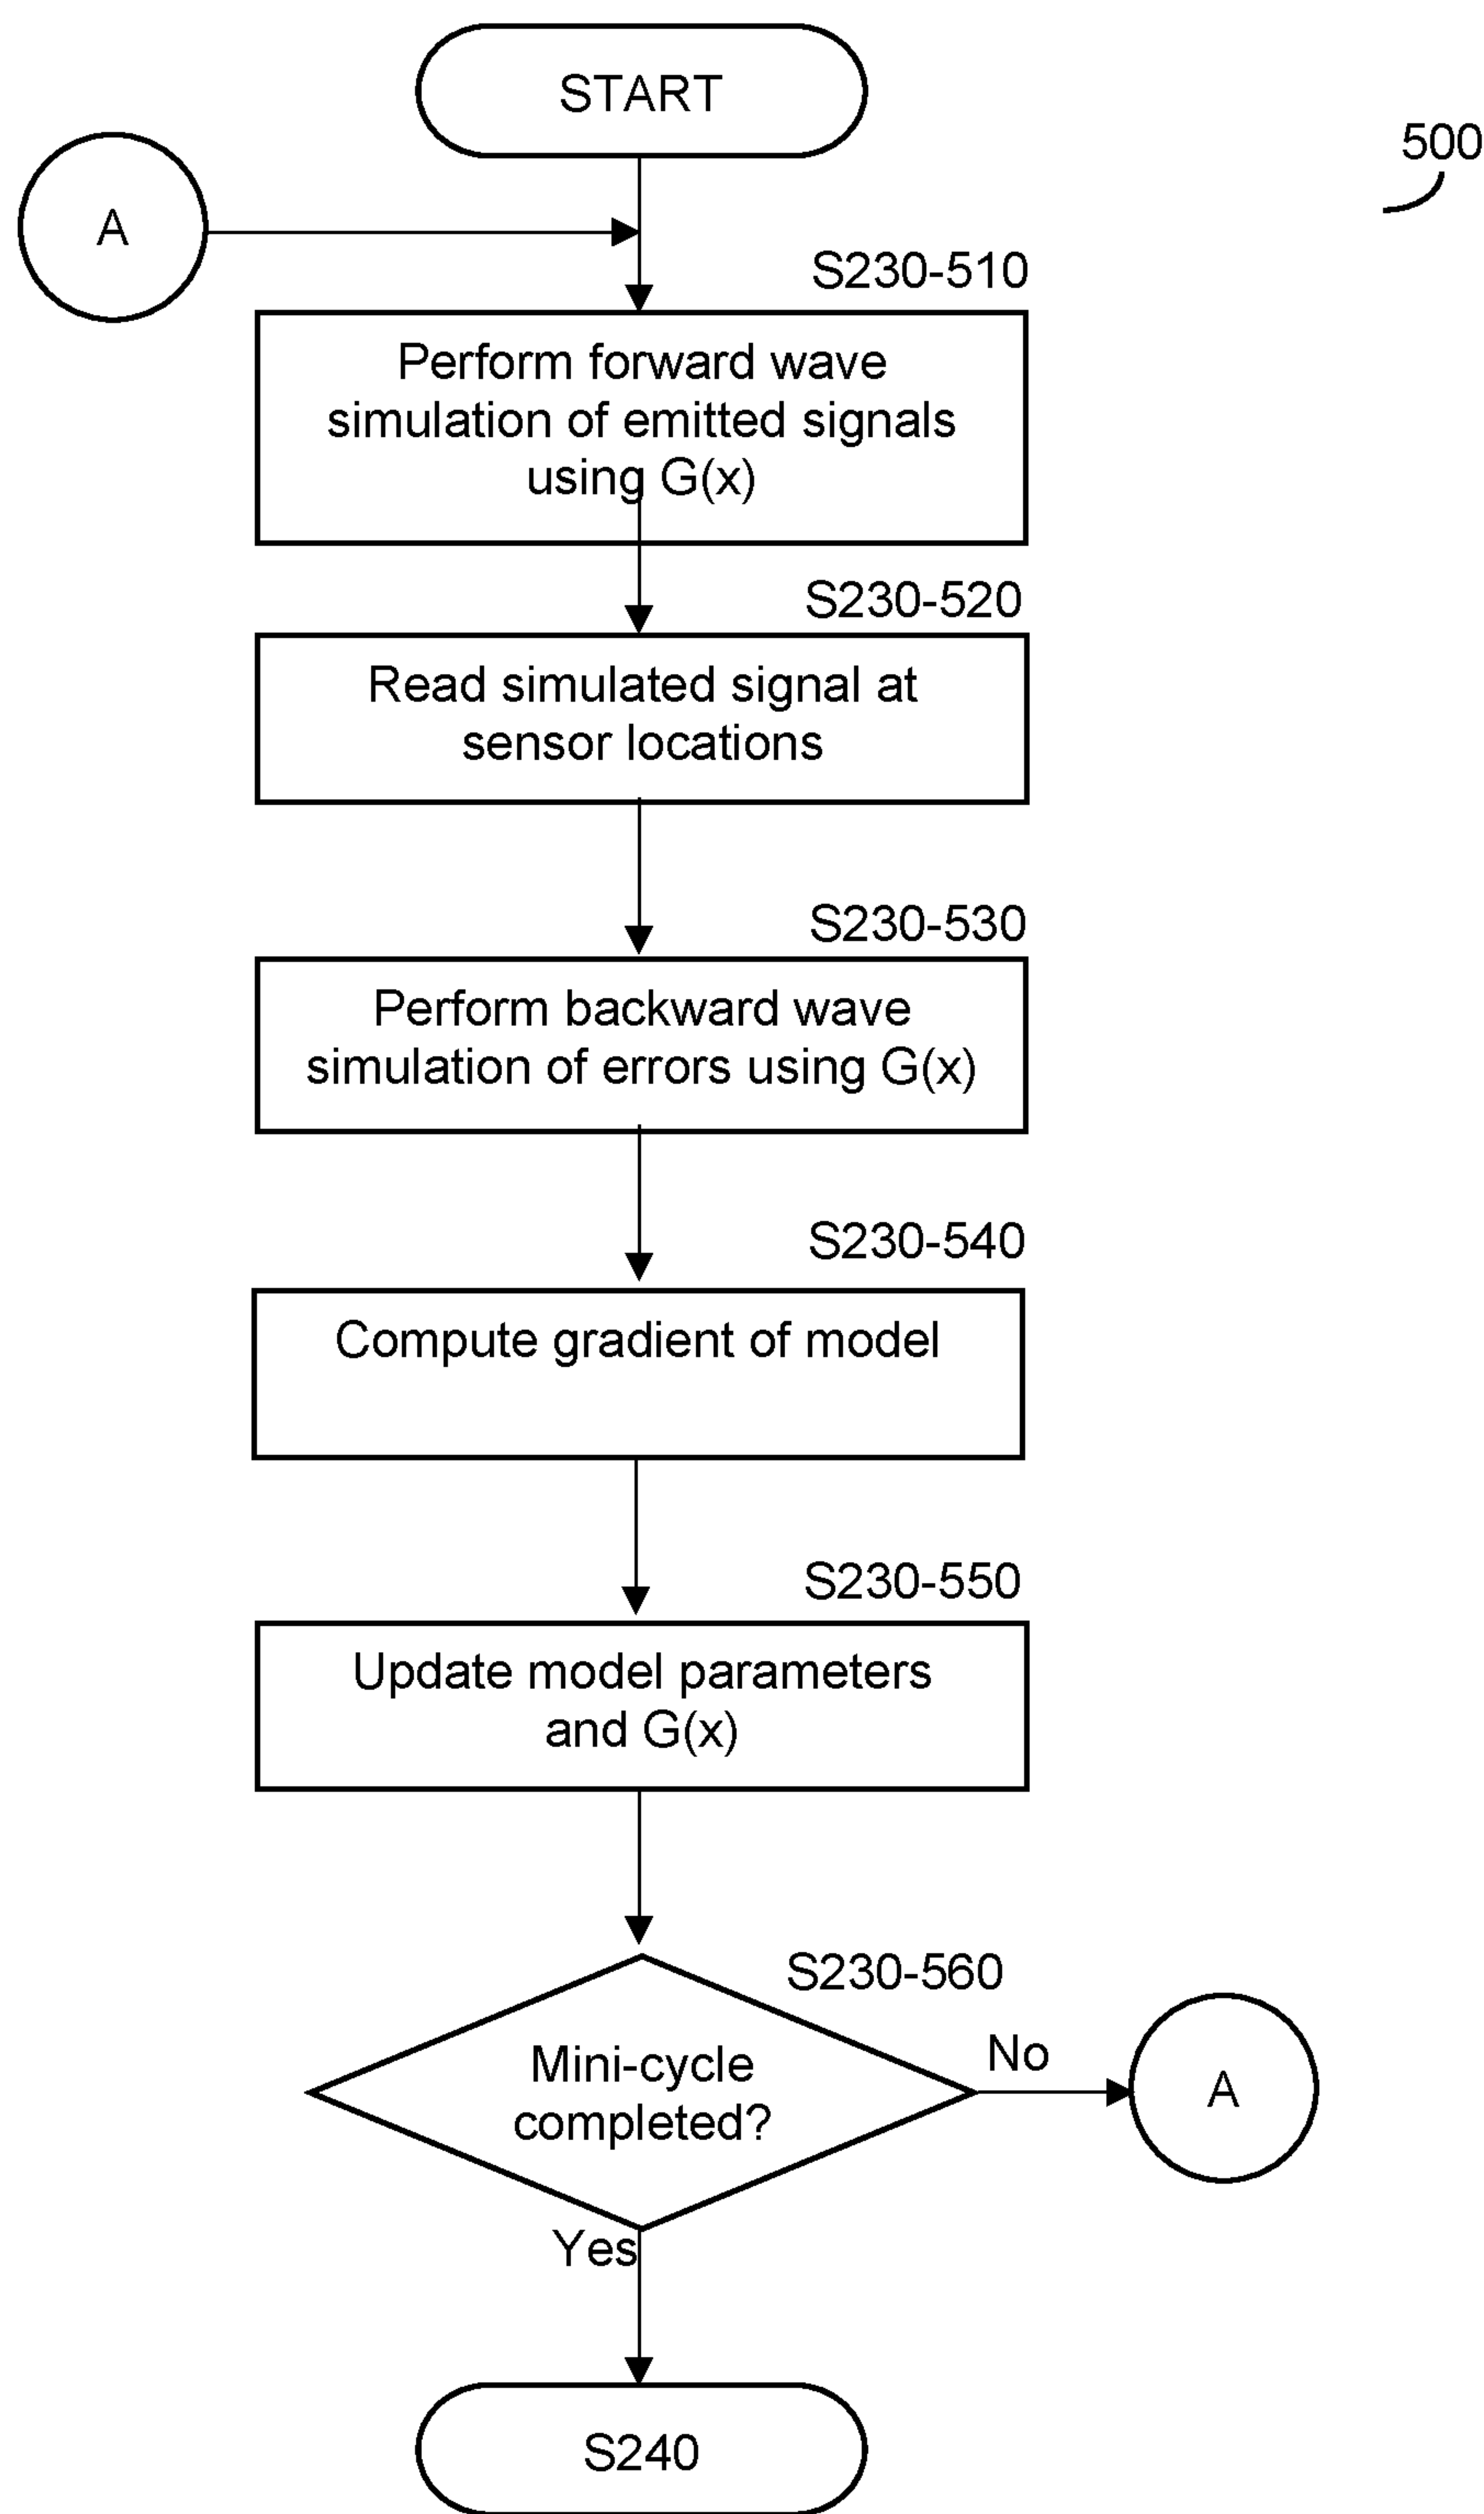 START
500
A
S230-510
Perform forward wave
simulation of emitted signals
using G(x)
S230-520
Read simulated signal at
sensor locations
S230-530
Perform backward wave
simulation of errors using G(x)
S230-540
Compute gradient of model
S230-550
Update model parameters
and G(x)
S230-560
Mini-cycle
completed?
No
A
Yes
S240